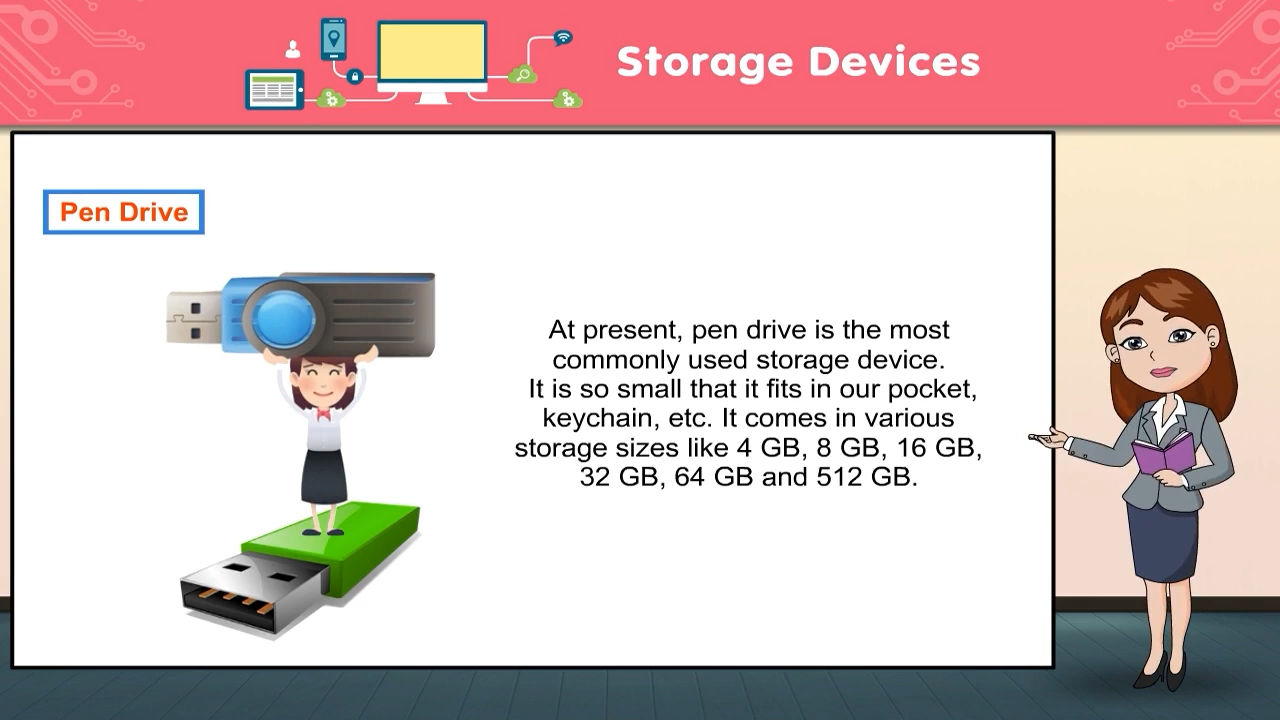 Storage Devices
Pen Drive
At present, pen drive is the most
commonly used storage device.
It is so small that it fits in our pocket,
keychain, etc. It comes in various
storage sizes like 4 GB, 8 GB, 16 GB,
32 GB, 64 GB and 512 GB.